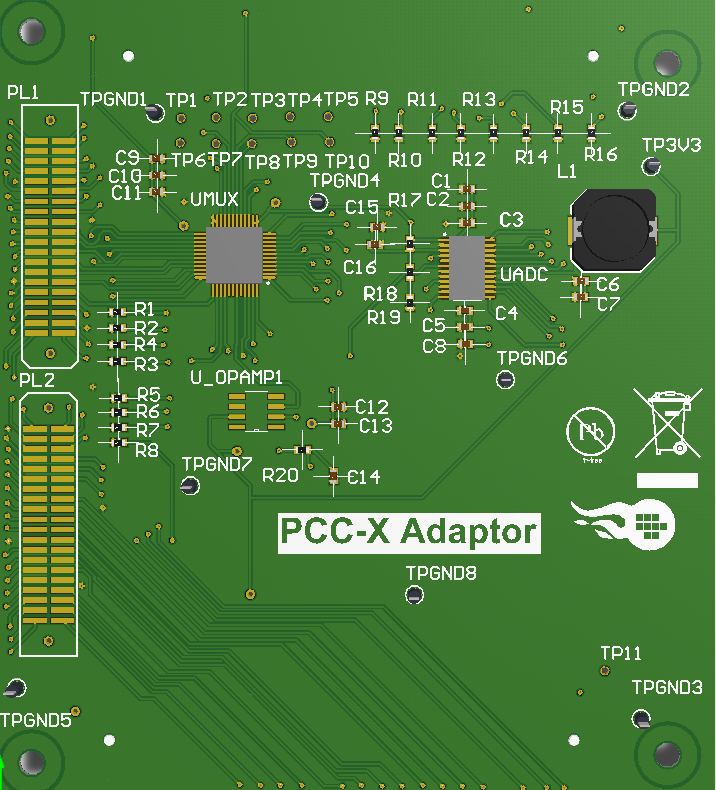 PL1
TPGND1
TP1
TP2
TP3
TP4
TP5
R9
R11
R13
R15
TPGND2
C9
C10
C11
TP6
TP7
TP8
TP9
TP10
R10
R12
R14
R16
TP3V3
L1
UMUX
TPGND4
R17
C1
C2
C3
C15
C16
UADC
R18
R19
C4
C5
C8
C6
C7
R1
R2
R4
R3
TPGND6
PL2
U_OPAMP1
R5
R6
R7
R8
C12
C13
Pb
TPGND7
R20
C14
PCC-X Adaptor
TPGND8
TP11
TPGND3
TPGND5